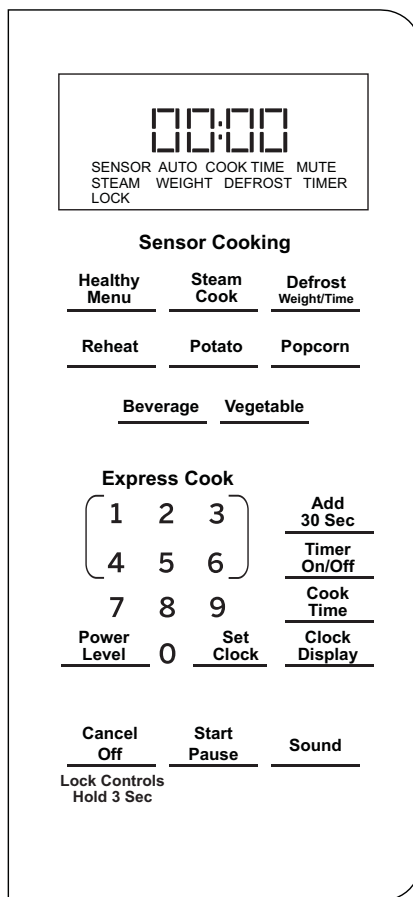 00:00
SENSOR AUTO COOK TIME MUTE
STEAM WEIGHT DEFROST TIMER
LOCK
Sensor Cooking
Healthy Menu
Steam Cook
Defrost
Weight/Time
Reheat
Potato
Popcorn
Beverage
Vegetable
Express Cook
1 2 3
Add
30 Sec
4 5 6
Timer
On/Off
7 8 9
Cook
Time
Power
Level
0
Set
Clock
Clock
Display
Cancel
Off
Start
Pause
Sound
Lock Controls
Hold 3 Sec